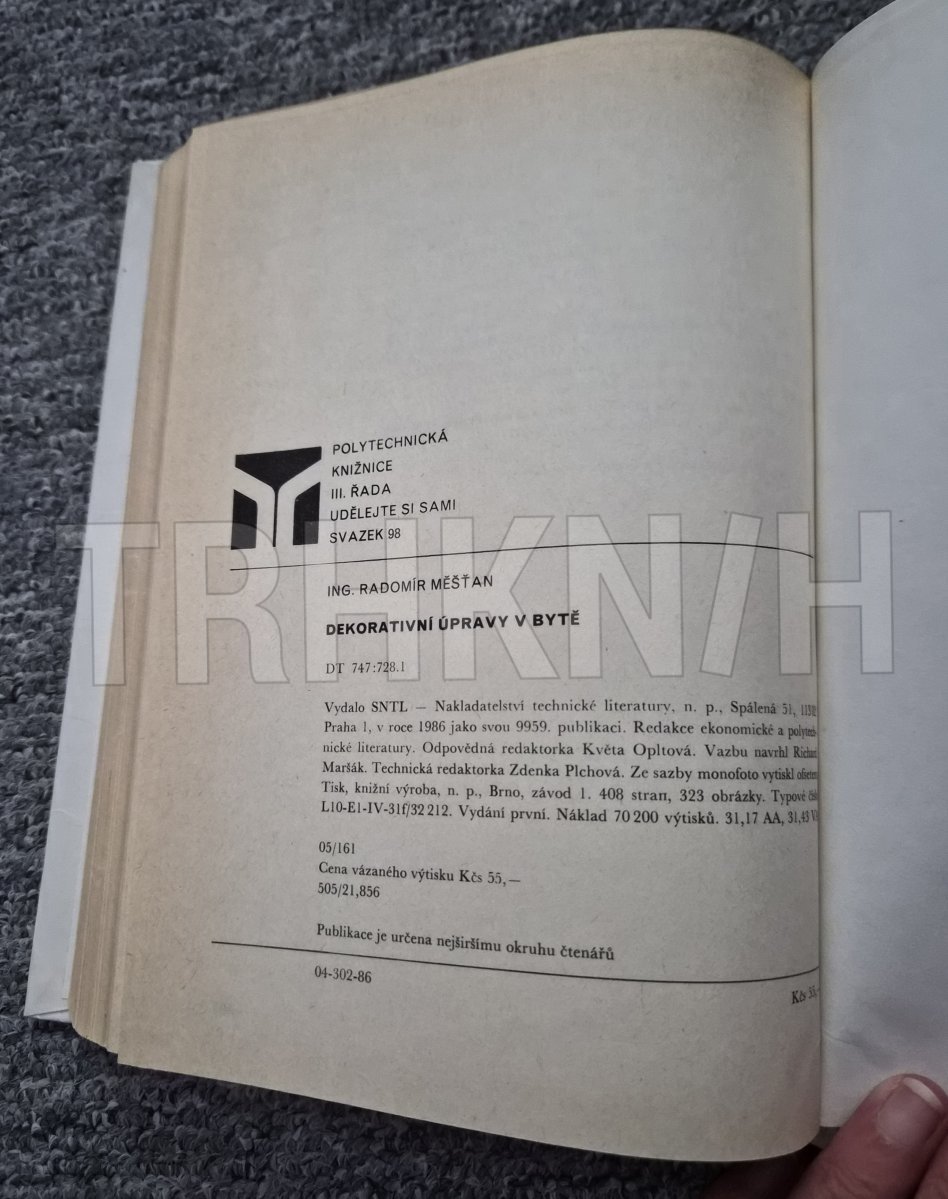 POLYTECHNICKÁ
KNIŽNICE
III. ŘADA
UDĚLEJTE SI SAMI
SVAZEK 98
TRHKN/H
ING. RADOMÍR MĚŠŤAN
DEKORATIVNÍ ÚPRAVY V BYTĚ
DT 747:728.1
Vydalo SNTL — Nakladatelství technické literatury, n. p., Spálená 51,
Praha 1, v roce 1986 jako svou 9959. publikaci. Redakce ekonomické a polytech-
nické literatury. Odpovědná redaktorka Květa Opltová. Vazbu navrhl
Maršák. Technická redaktorka Zdenka Plchová. Ze sazby monofoto vytiskl ofsetem
Tisk, knižní výroba, n. p., Brno, závod 1. 408 stran, 323 obrázky. Typové
L10-E1-IV-31f/32 212. Vydání první. Náklad 70 200 výtisků. 31,17 AA, 31,43
05/161
Cena vázaného výtisku Kčs 55,—
505/21,856
Publikace je určena nejširšímu okruhu čtenářů
04-302-86
Kčs